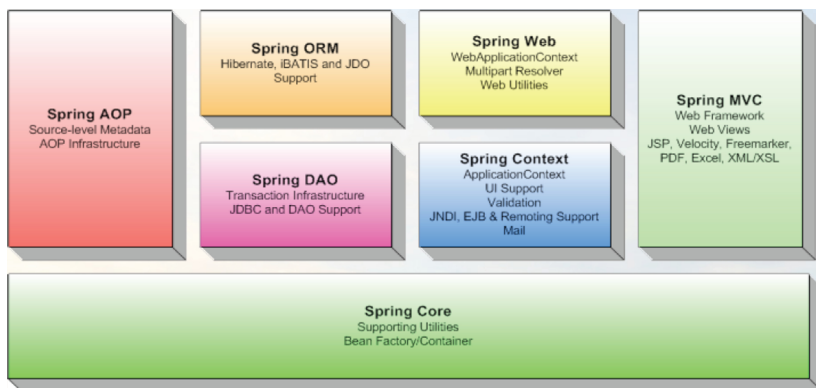 Spring AOP
Source-level Metadata
AOP Infrastructure
Spring ORM
Hibernate, iBATIS and JDO
Support
Spring DAO
Transaction Infrastructure
JDBC and DAO Support
Spring Web
WebApplicationContext
Multipart Resolver
Web Utilities
Spring Context
ApplicationContext
UI Support
Validation
JNDI, EJB & Remoting Support
Mail
Spring MVC
Web Framework
Web Views
JSP, Velocity, Freemarker,
PDF, Excel, XML/XSL
Spring Core
Supporting Utilities
Bean Factory/Container